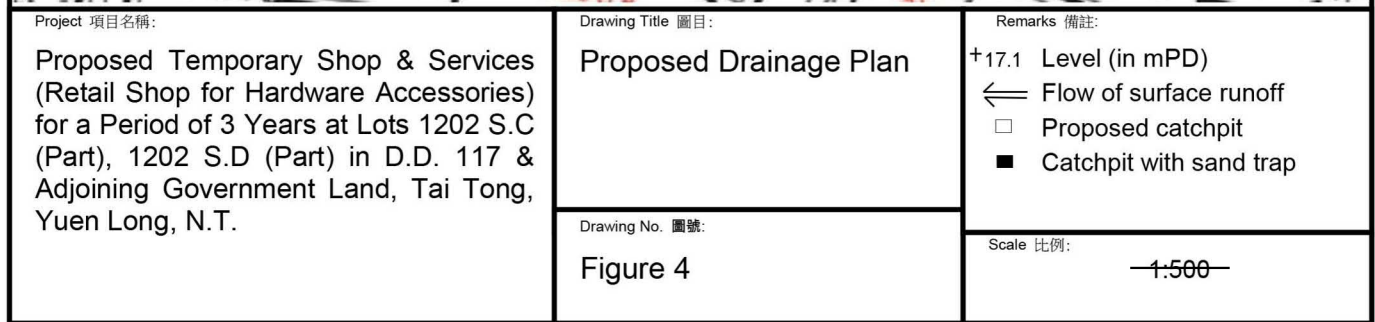 Project 項目名稱:
Proposed Temporary Shop & Services
(Retail Shop for Hardware Accessories)
for a Period of 3 Years at Lots 1202 S.C
(Part), 1202 S.D (Part) in D.D. 117 &
Adjoining Government Land, Tai Tong,
Yuen Long, N.T.
Drawing Title 圖目:
Proposed Drainage Plan
Drawing No. 圖號:
Figure 4
Remarks 備註:
+17.1 Level (in mPD)
Flow of surface runoff
Proposed catchpit
Catchpit with sand trap
Scale 比例:
1:500